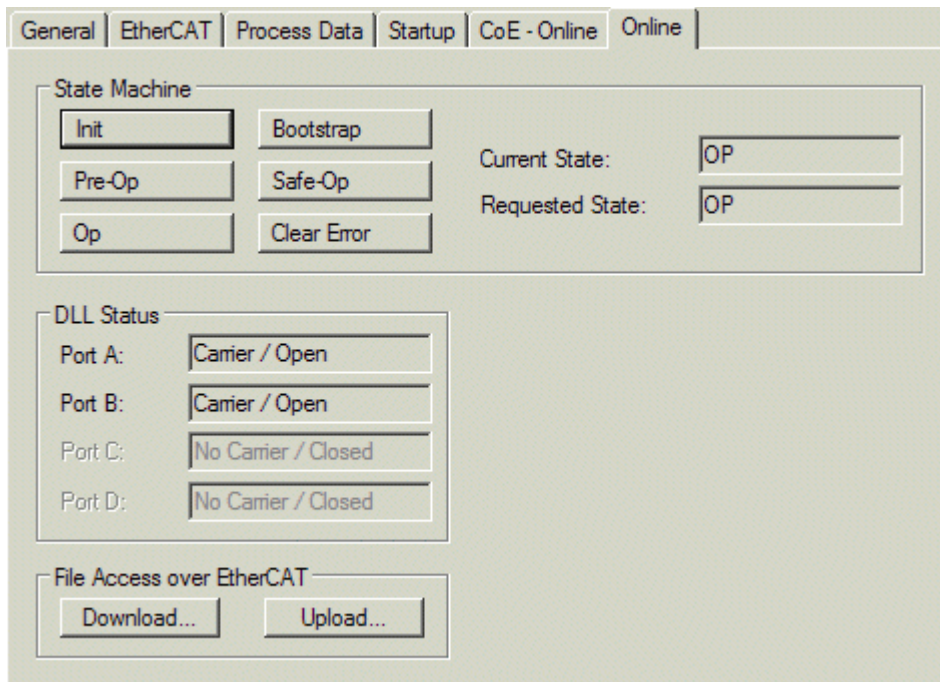 General EtherCAT Process Data Startup CoE - Online Online
State Machine
Init Bootstrap
Pre-Op Safe-Op
Op Clear Error
Current State: OP
Requested State: OP
DLL Status
Port A: Carrier / Open
Port B: Carrier / Open
Port C: No Carrier / Closed
Port D: No Carrier / Closed
File Access over EtherCAT
Download... Upload...